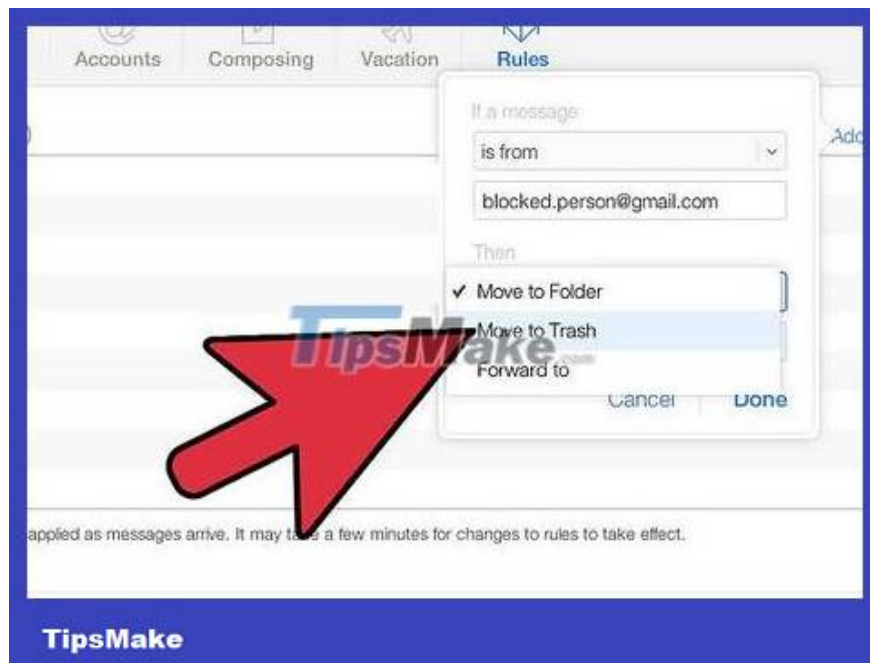 Accounts Composing Vacation Rules
If a message
Add
is from
blocked.person@gmail.com
Then
✓ Move to Folder
Move to Trash
TipsMake.com
Forward to
Cancel Done
applied as messages arrive. It may take a few minutes for changes to rules to take effect.
TipsMake